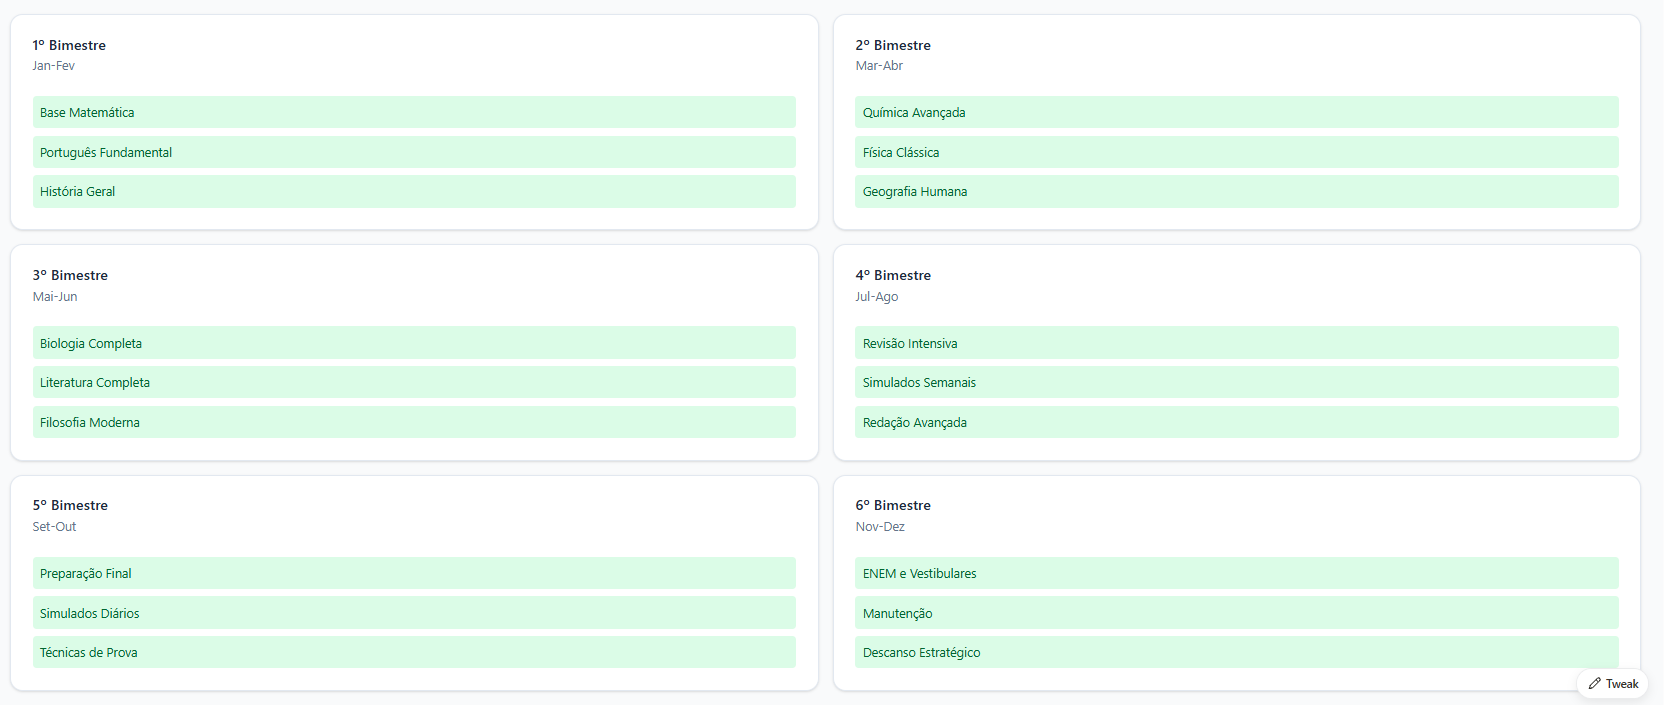 1º Bimestre
Jan-Fev
Base Matemática
Português Fundamental
História Geral
2º Bimestre
Mar-Abr
Química Avançada
Física Clássica
Geografia Humana
3º Bimestre
Mai-Jun
Biologia Completa
Literatura Completa
Filosofia Moderna
4º Bimestre
Jul-Ago
Revisão Intensiva
Simulados Semanais
Redação Avançada
5º Bimestre
Set-Out
Preparação Final
Simulados Diários
Técnicas de Prova
6º Bimestre
Nov-Dez
ENEM e Vestibulares
Manutenção
Descanso Estratégico
Tweak